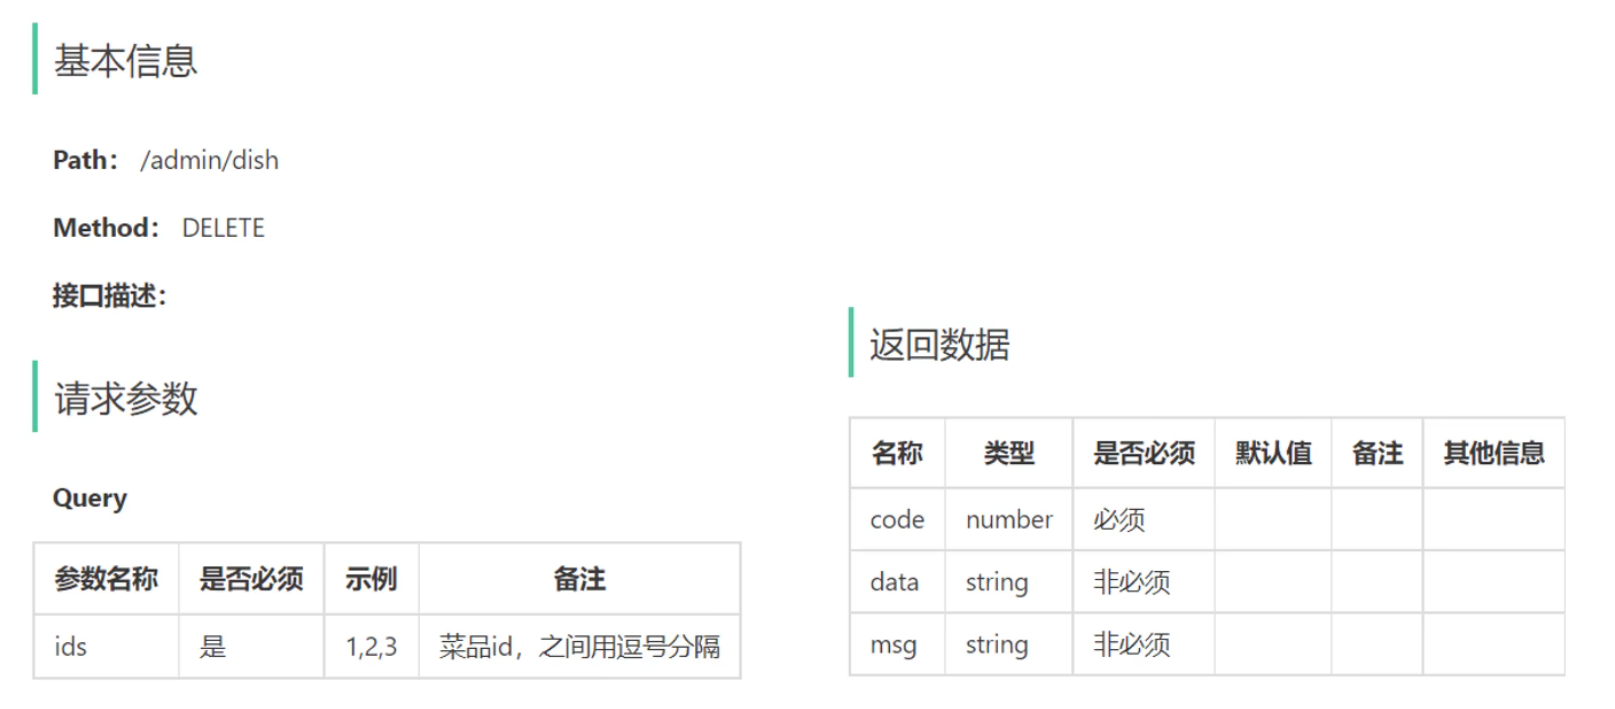 基本信息
Path： /admin/dish
Method： DELETE
接口描述：
请求参数
Query
参数名称 是否必须 示例 备注
ids 是 1,2,3 菜品id，之间用逗号分隔
返回数据
名称 类型 是否必须 默认值 备注 其他信息
code number 必须
data string 非必须
msg string 非必须